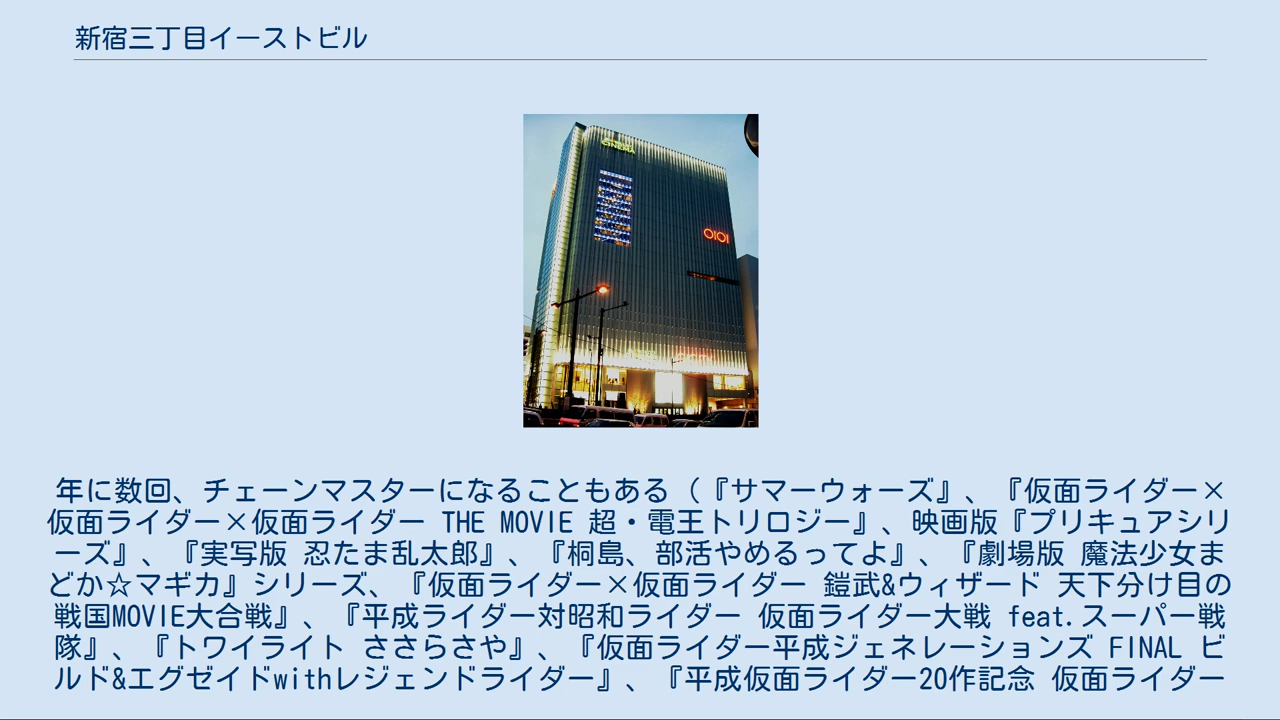 新宿三丁目イーストビル
CINEMA
OIOI
年に数回、チェーンマスターになることもある（『サマーウォーズ』、『仮面ライダー×
仮面ライダー×仮面ライダー THE MOVIE 超・電王トリロジー』、映画版『プリキュアシリ
ーズ』、『実写版 忍たま乱太郎』、『桐島、部活やめるってよ』、『劇場版 魔法少女ま
どか☆マギカ』シリーズ、『仮面ライダー×仮面ライダー 鎧武&ウィザード 天下分け目の
戦国MOVIE大合戦』、『平成ライダー対昭和ライダー 仮面ライダー大戦 feat.スーパー戦
隊』、『トワイライト ささらさや』、『仮面ライダー平成ジェネレーションズ FINAL ビ
ルド&エグゼイドwithレジェンドライダー』、『平成仮面ライダー20作記念 仮面ライダー